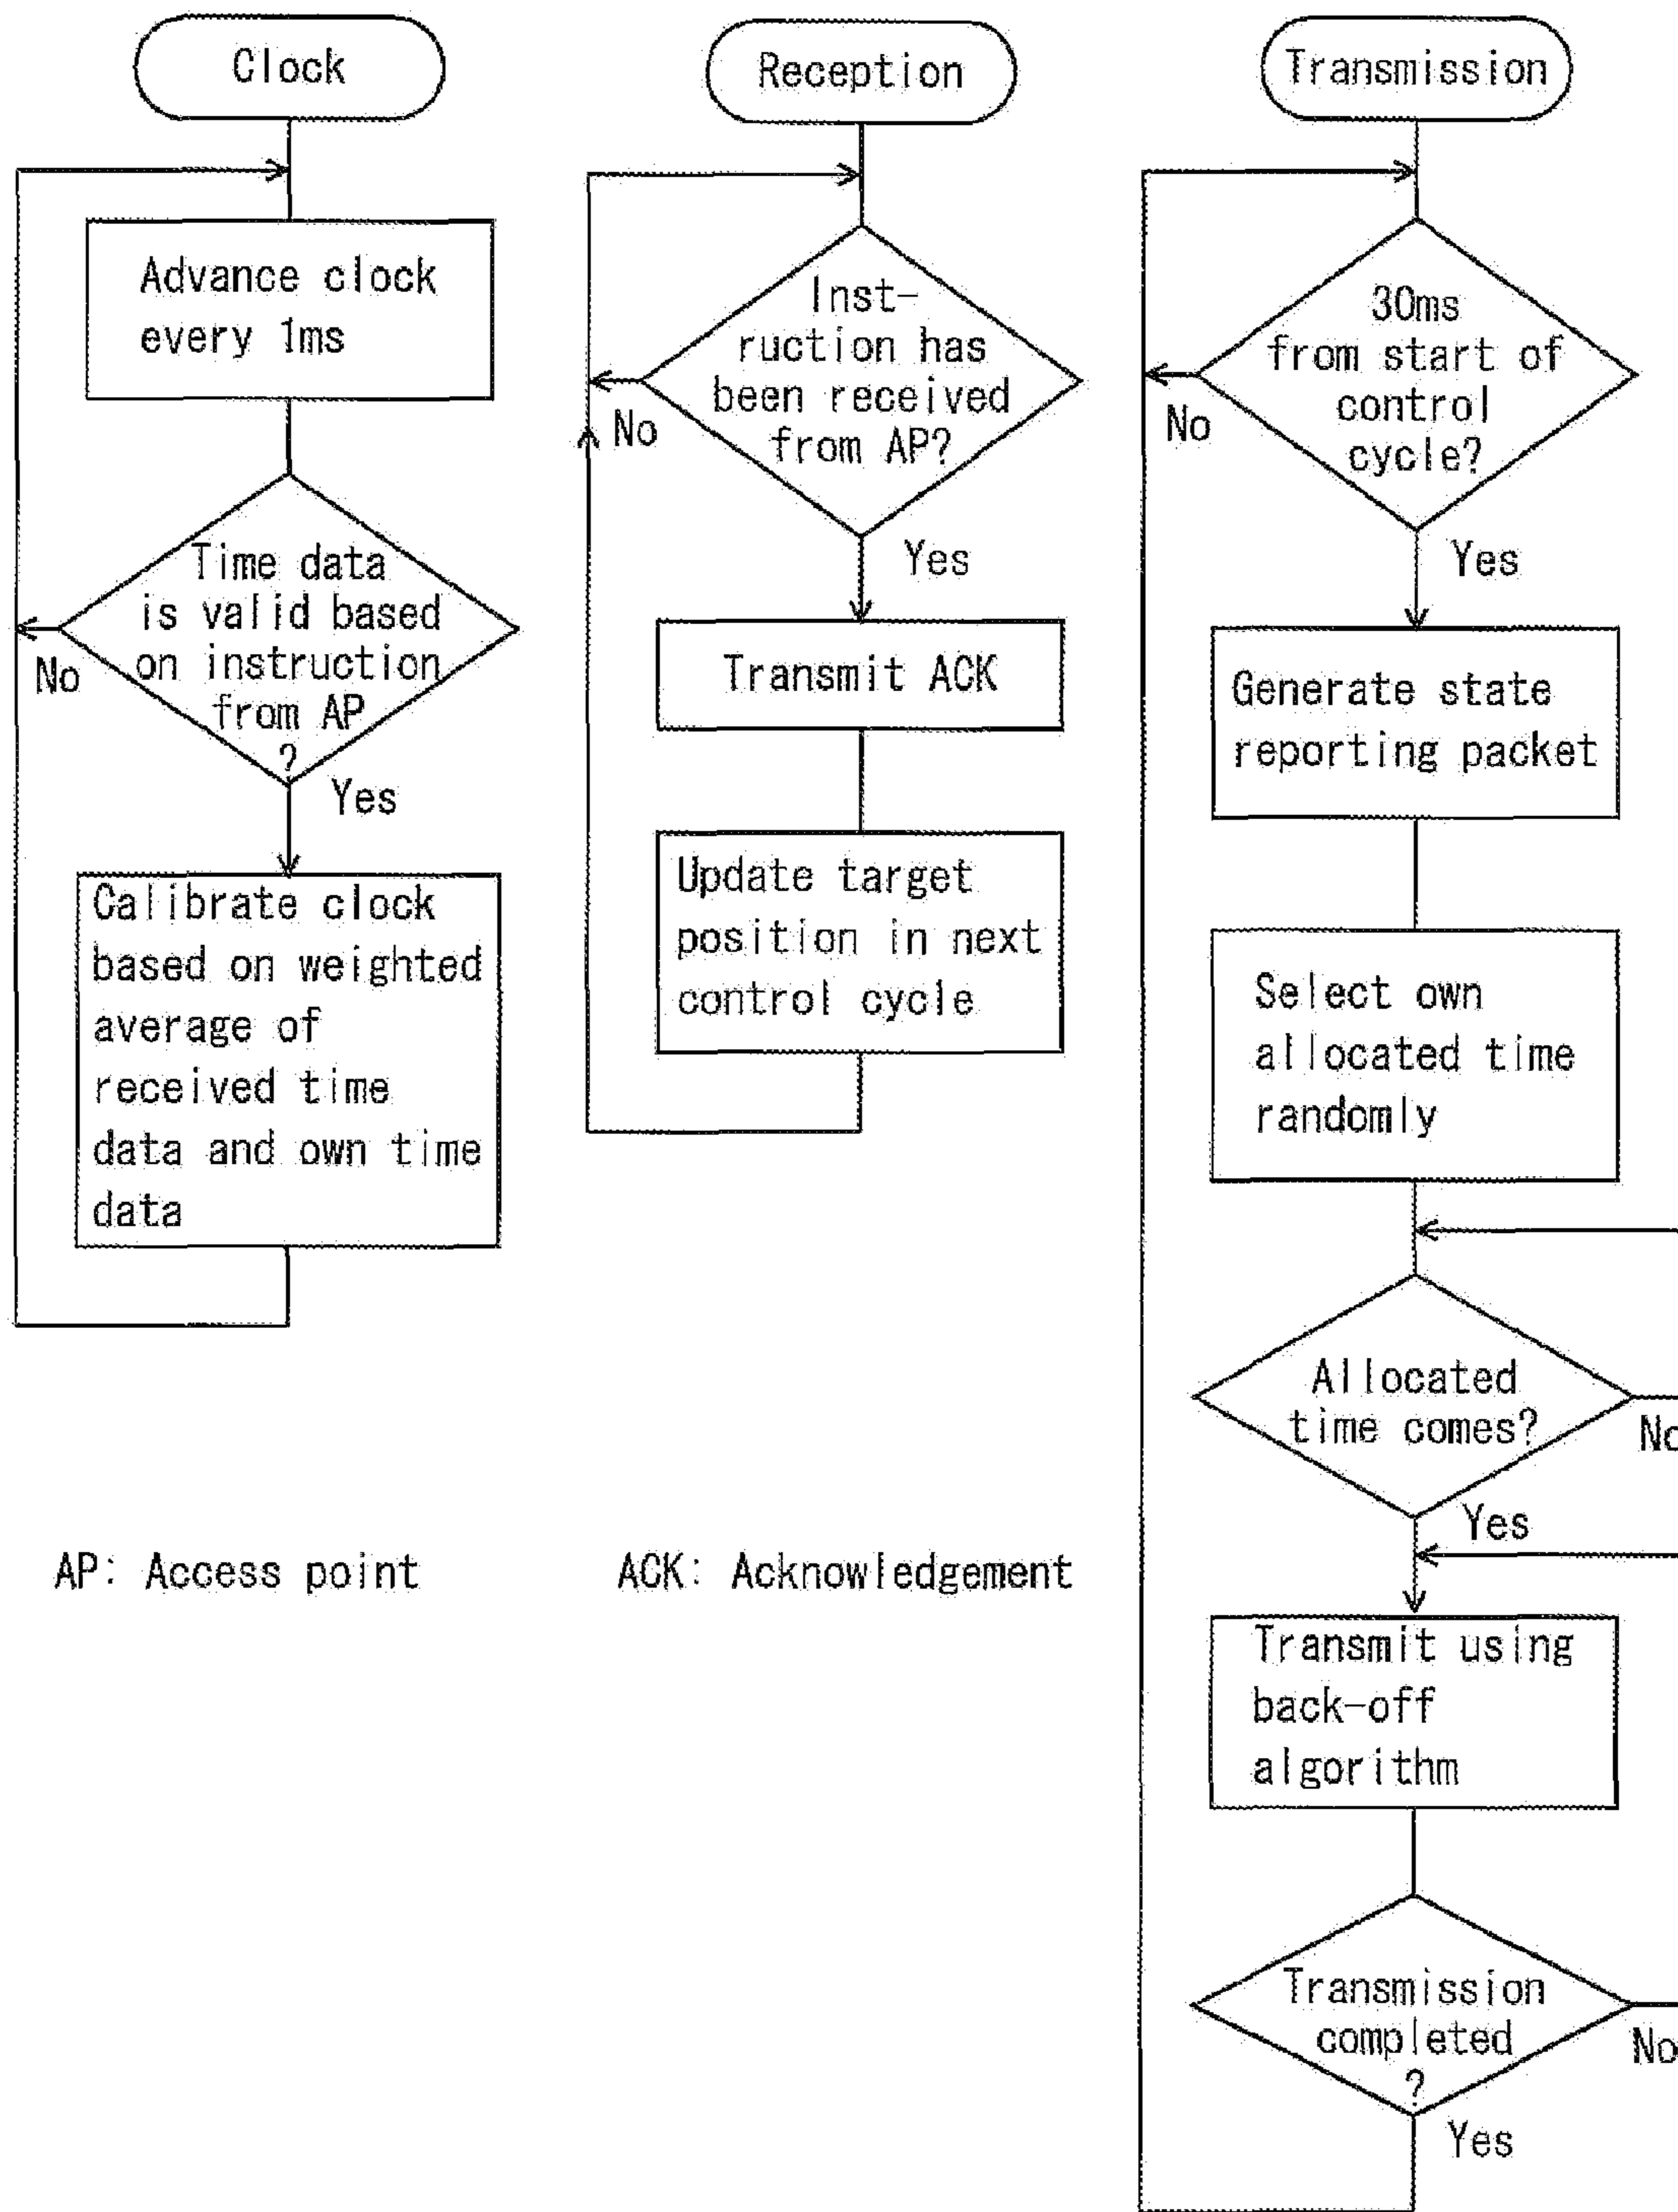 Clock
Advance clock
every 1ms
Time data
is valid based
on instruction
from AP
?
No
Yes
Calibrate clock
based on weighted
average of
received time
data and own time
data
Reception
Inst-
ruction has
been received
from AP?
No
Yes
Transmit ACK
Update target
position in next
control cycle
Transmission
30ms
from start of
control
cycle?
No
Yes
Generate state
reporting packet
Select own
allocated time
randomly
Allocated
time comes?
No
Yes
Transmit using
back-off
algorithm
Transmission
completed
?
No
Yes
AP: Access point
ACK: Acknowledgement